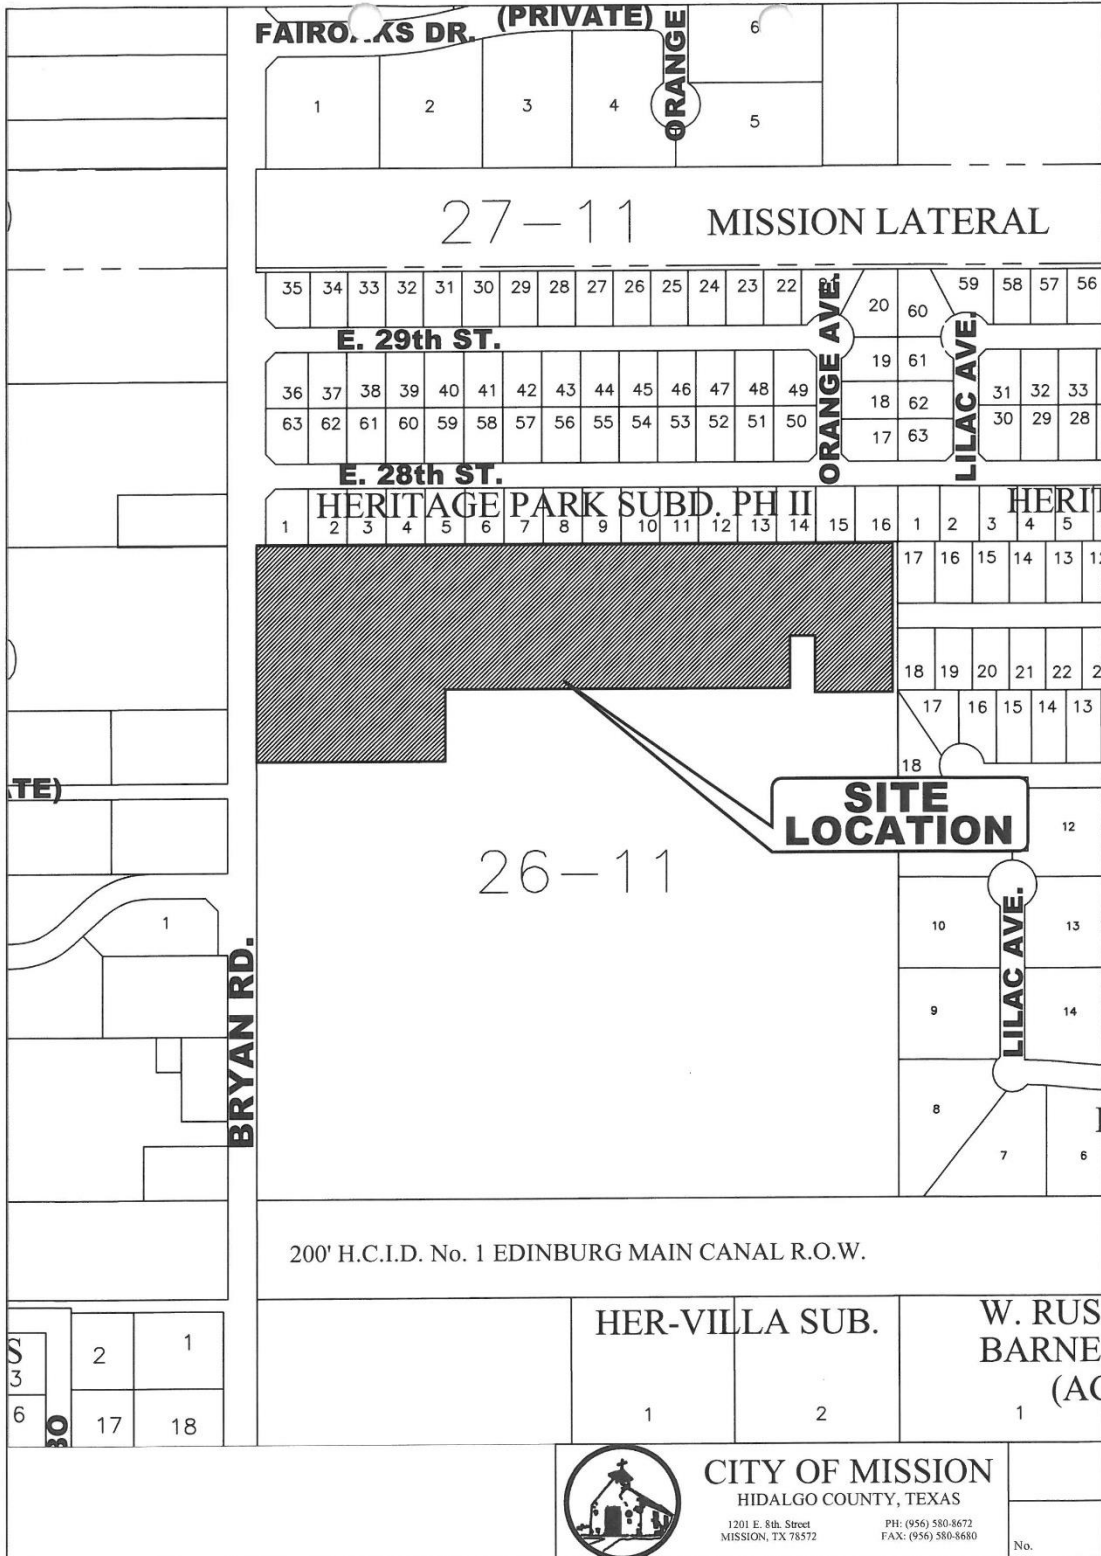 (PRIVATE)
FAIROAKS DR.
ORANGE
6
1
2
3
4
5
27-11
MISSION LATERAL
35 34 33 32 31 30 29 28 27 26 25 24 23 22
20 60 59 58 57 56
E. 29th ST.
ORANGE AVE.
LILAC AVE.
19 61
36 37 38 39 40 41 42 43 44 45 46 47 48 49
18 62 31 32 33
63 62 61 60 59 58 57 56 55 54 53 52 51 50
17 63 30 29 28
E. 28th ST.
HERITAGE PARK SUBD. PH II
1 2 3 4 5 6 7 8 9 10 11 12 13 14 15 16
1 2 3 4 5
17 16 15 14 13
18 19 20 21 22
17 16 15 14 13
18
SITE
LOCATION
12
26-11
1
10
13
LILAC AVE.
9
14
BRYAN RD.
8
7
6
200' H.C.I.D. No. 1 EDINBURG MAIN CANAL R.O.W.
HER-VILLA SUB.
W. RUS
BARNE
(AC
S
3
2
1
6
17
18
1
2
1
CITY OF MISSION
HIDALGO COUNTY, TEXAS
1201 E. 8th. Street
MISSION, TX 78572
PH: (956) 580-8672
FAX: (956) 580-8680
No.